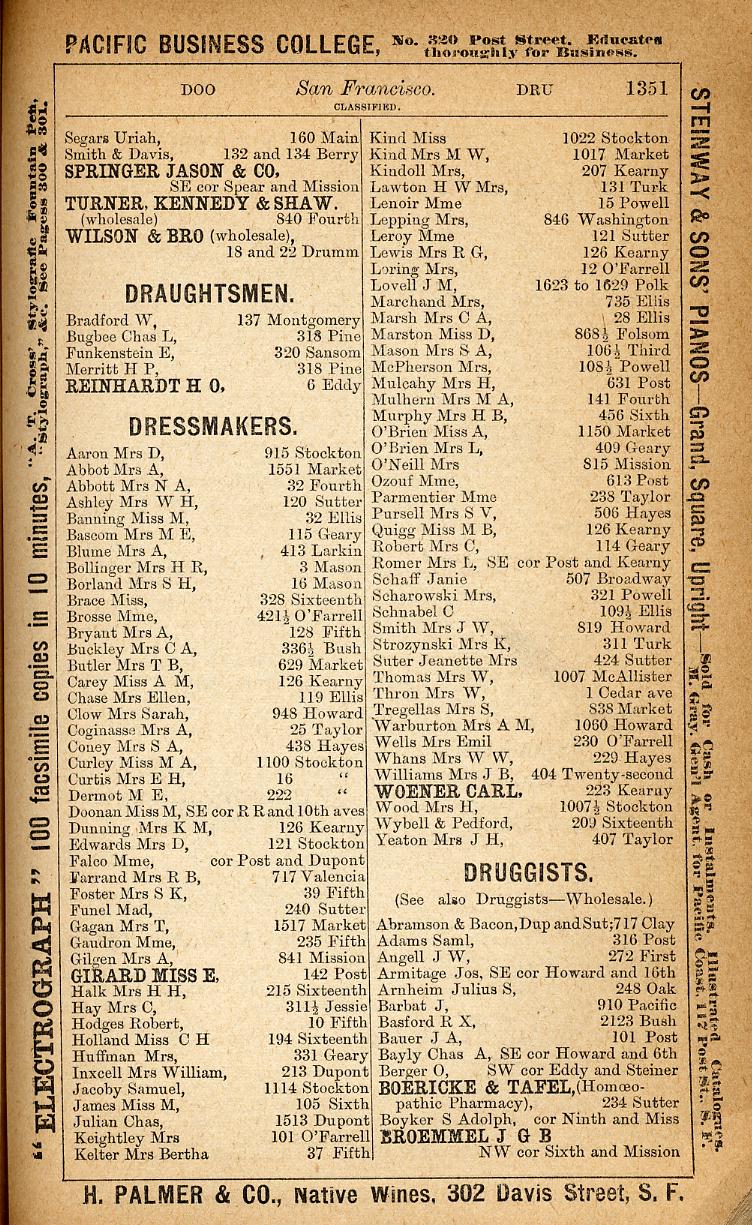 PACIFIC BUSINESS COLLEGE, No. 320 Post Street. Educates
thoroughly for Business.
DOO San Francisco. DRU 1351
CLASSIFIED.
Segars Uriah, 160 Main
Smith & Davis, 132 and 134 Berry
SPRINGER JASON & CO.
SE cor Spear and Mission
TURNER, KENNEDY & SHAW.
(wholesale) 840 Fourth
WILSON & BRO (wholesale),
18 and 22 Drumm
DRAUGHTSMEN.
Bradford W, 137 Montgomery
Bugbee Chas L, 318 Pine
Funkenstein E, 320 Sansom
Merritt H P, 318 Pine
REINHARDT H O, 6 Eddy
DRESSMAKERS.
Aaron Mrs D, 915 Stockton
Abbot Mrs A, 1551 Market
Abbott Mrs N A, 32 Fourth
Ashley Mrs W H, 120 Sutter
Banning Miss M, 32 Ellis
Bascom Mrs M E, 115 Geary
Blume Mrs A, 413 Larkin
Bollinger Mrs H R, 3 Mason
Borland Mrs S H, 16 Mason
Brace Miss, 328 Sixteenth
Brosse Mme, 421½ O'Farrell
Bryant Mrs A, 128 Fifth
Buckley Mrs C A, 336½ Bush
Butler Mrs T B, 629 Market
Carey Miss A M, 126 Kearny
Chase Mrs Ellen, 119 Ellis
Clow Mrs Sarah, 948 Howard
Coginasse Mrs A, 25 Taylor
Coney Mrs S A, 438 Hayes
Curley Miss M A, 1100 Stockton
Curtis Mrs E H, 16 "
Dermot M E, 222 "
Doonan Miss M, SE cor R R and 10th aves
Dunning Mrs K M, 126 Kearny
Edwards Mrs D, 121 Stockton
Falco Mme, cor Post and Dupont
Farrand Mrs R B, 717 Valencia
Foster Mrs S K, 39 Fifth
Funel Mad, 240 Sutter
Gagan Mrs T, 1517 Market
Gaudron Mme, 235 Fifth
Gilgen Mrs A, 841 Mission
GIRARD MISS E, 142 Post
Halk Mrs H H, 215 Sixteenth
Hay Mrs C, 311½ Jessie
Hodges Robert, 10 Fifth
Holland Miss C H 194 Sixteenth
Huffman Mrs, 331 Geary
Inxcell Mrs William, 213 Dupont
Jacoby Samuel, 1114 Stockton
James Miss M, 105 Sixth
Julian Chas, 1513 Dupont
Keightley Mrs 101 O'Farrell
Kelter Mrs Bertha 37 Fifth
Kind Miss 1022 Stockton
Kind Mrs M W, 1017 Market
Kindoll Mrs, 207 Kearny
Lawton H W Mrs, 131 Turk
Lenoir Mme 15 Powell
Lepping Mrs, 846 Washington
Leroy Mme 121 Sutter
Lewis Mrs R G, 126 Kearny
Loring Mrs, 12 O'Farrell
Lovell J M, 1623 to 1629 Polk
Marchand Mrs, 735 Ellis
Marsh Mrs C A, 28 Ellis
Marston Miss D, 868½ Folsom
Mason Mrs S A, 106½ Third
McPherson Mrs, 108½ Powell
Mulcahy Mrs H, 631 Post
Mulhern Mrs M A, 141 Fourth
Murphy Mrs H B, 456 Sixth
O'Brien Miss A, 1150 Market
O'Brien Mrs L, 409 Geary
O'Neill Mrs 815 Mission
Ozouf Mme, 613 Post
Parmentier Mme 238 Taylor
Pursell Mrs S V, 506 Hayes
Quigg Miss M B, 126 Kearny
Robert Mrs C, 114 Geary
Romer Mrs L, SE cor Post and Kearny
Schaff Janie 507 Broadway
Scharowski Mrs, 321 Powell
Schnabel C 109½ Ellis
Smith Mrs J W, 819 Howard
Strozynski Mrs K, 311 Turk
Suter Jeanette Mrs 424 Sutter
Thomas Mrs W, 1007 McAllister
Thron Mrs W, 1 Cedar ave
Tregellas Mrs S, 838 Market
Warburton Mrs A M, 1060 Howard
Wells Mrs Emil 230 O'Farrell
Whans Mrs W W, 229 Hayes
Williams Mrs J B, 404 Twenty-second
WOENER CARL, 223 Kearny
Wood Mrs H, 1007½ Stockton
Wybell & Pedford, 209 Sixteenth
Yeaton Mrs J H, 407 Taylor
DRUGGISTS.
(See also Druggists—Wholesale.)
Abramson & Bacon, Dup and Sut; 717 Clay
Adams Saml, 316 Post
Angell J W, 272 First
Armitage Jos, SE cor Howard and 16th
Arnheim Julius S, 248 Oak
Barbat J, 910 Pacific
Basford R X, 2123 Bush
Bauer J A, 101 Post
Bayly Chas A, SE cor Howard and 6th
Berger O, SW cor Eddy and Steiner
BOERICKE & TAFEL, (Homœo-
pathic Pharmacy), 234 Sutter
Boyker S Adolph, cor Ninth and Miss
BROEMMEL J G B
NW cor Sixth and Mission
"ELECTROGRAPH" 100 facsimile copies in 10 minutes, "A. T. Cross' Stylografic Fountain Pen,
"Stylograph," &c. See Pagess 300 & 301.
STEINWAY & SONS' PIANOS—Grand, Square, Upright—Sold for Cash or Instalments. Illustrated Catalogues.
M. Gray, Gen'l Agent, for Pacific Coast, 117 Post St., S. F.
H. PALMER & CO., Native Wines, 302 Davis Street, S. F.